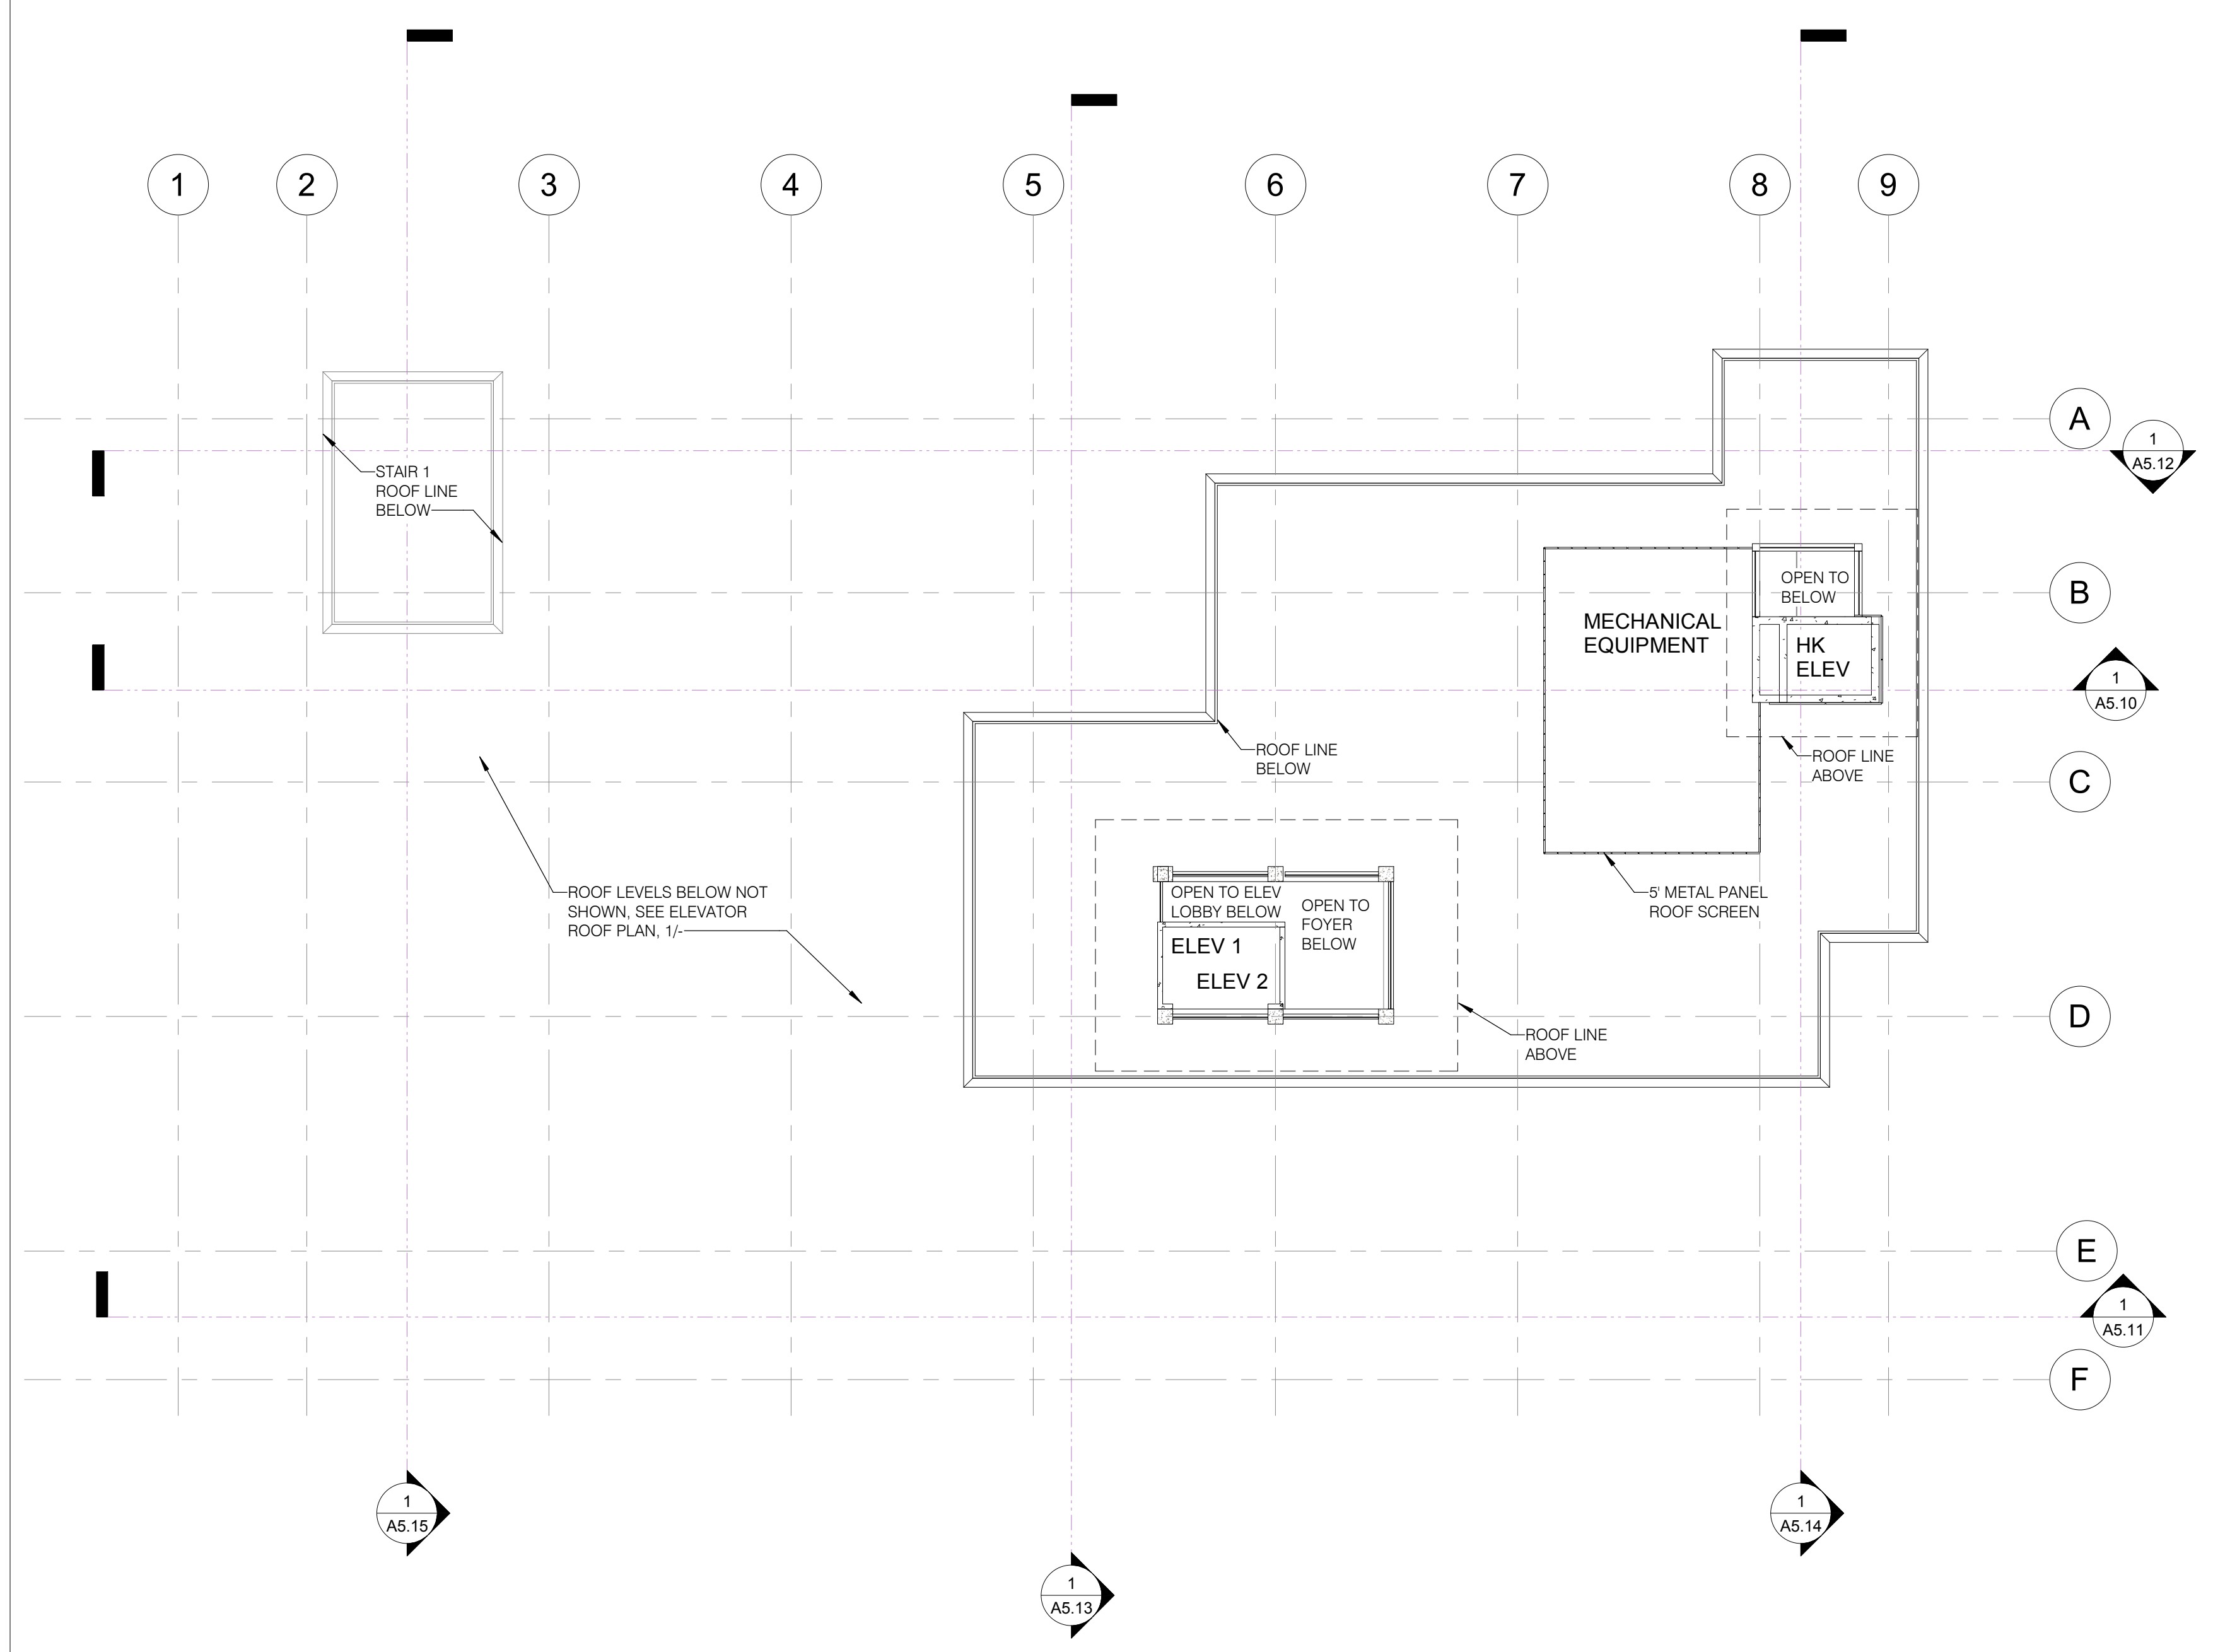 1
2
3
4
5
6
7
8
9
A
1
A5.12
STAIR 1
ROOF LINE
BELOW
OPEN TO
BELOW
B
MECHANICAL
EQUIPMENT
HK
ELEV
1
A5.10
ROOF LINE
BELOW
ROOF LINE
ABOVE
C
ROOF LEVELS BELOW NOT
SHOWN, SEE ELEVATOR
ROOF PLAN, 1/-
OPEN TO ELEV
LOBBY BELOW
OPEN TO
FOYER
BELOW
ELEV 1
ELEV 2
5' METAL PANEL
ROOF SCREEN
D
ROOF LINE
ABOVE
E
1
A5.11
F
1
A5.15
1
A5.14
1
A5.13